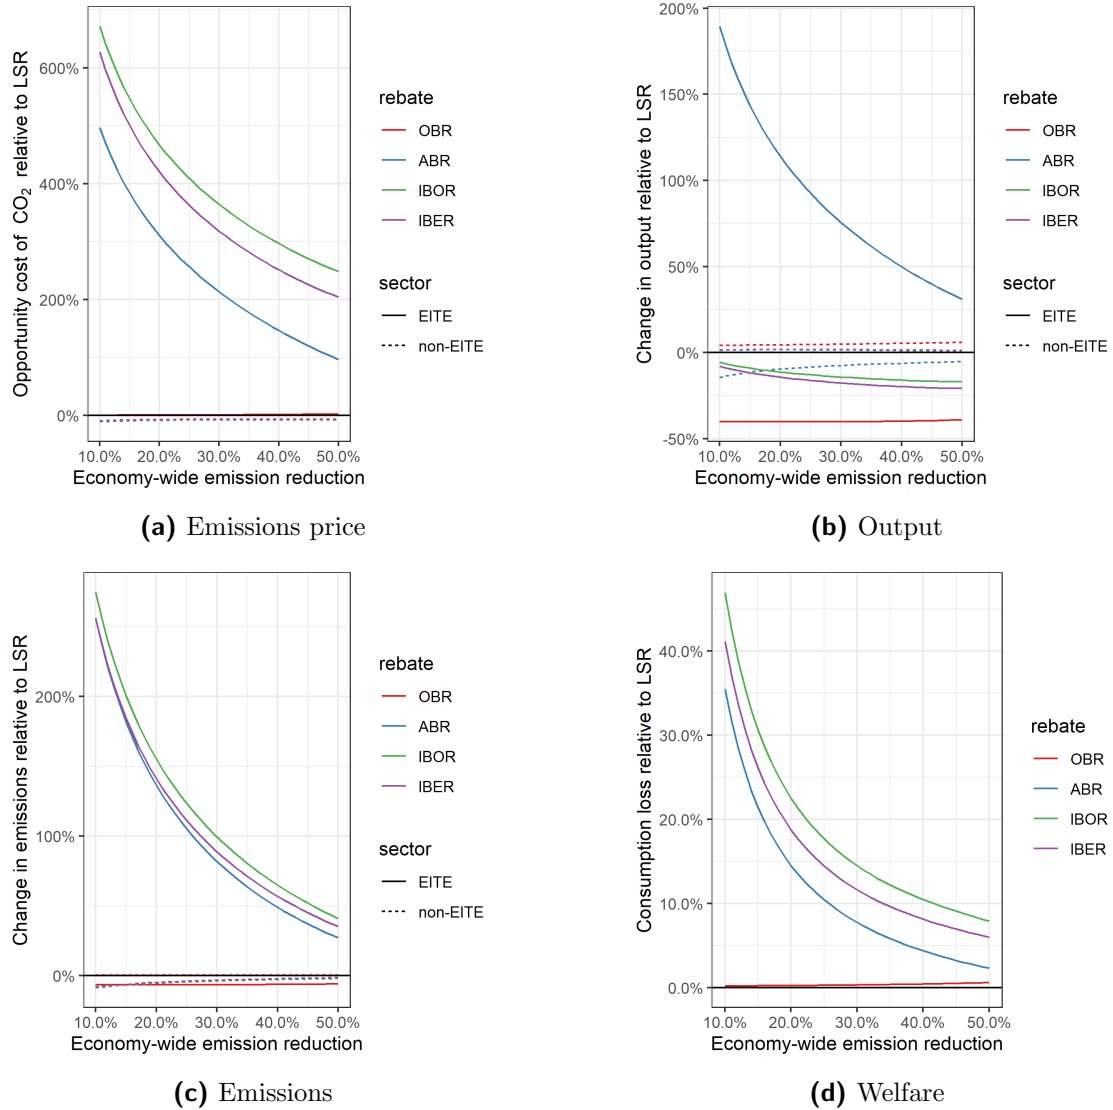 Opportunity cost of CO2 relative to LSR
600%
400%
200%
0%
10.0% 20.0% 30.0% 40.0% 50.0%
Economy-wide emission reduction
rebate
OBR
ABR
IBOR
IBER
sector
EITE
non-EITE
(a) Emissions price
Change in output relative to LSR
200%
150%
100%
50%
0%
-50%
10.0% 20.0% 30.0% 40.0% 50.0%
Economy-wide emission reduction
rebate
OBR
ABR
IBOR
IBER
sector
EITE
non-EITE
(b) Output
Change in emissions relative to LSR
200%
100%
0%
10.0% 20.0% 30.0% 40.0% 50.0%
Economy-wide emission reduction
rebate
OBR
ABR
IBOR
IBER
sector
EITE
non-EITE
(c) Emissions
Consumption loss relative to LSR
40.0%
30.0%
20.0%
10.0%
0.0%
10.0% 20.0% 30.0% 40.0% 50.0%
Economy-wide emission reduction
rebate
OBR
ABR
IBOR
IBER
(d) Welfare